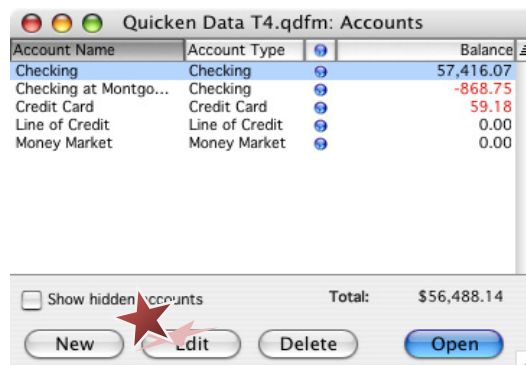 Quicken Data T4.qdfm: Accounts
Account Name Account Type Balance
Checking Checking 57,416.07
Checking at Montgo... Checking -868.75
Credit Card Credit Card 59.18
Line of Credit Line of Credit 0.00
Money Market Money Market 0.00
Show hidden accounts Total: $56,488.14
New Edit Delete Open